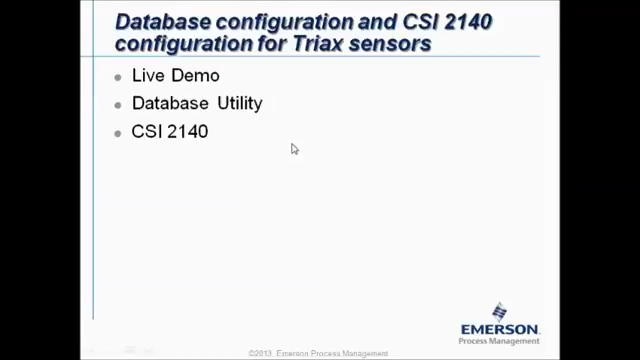 Database configuration and CSI 2140
configuration for Triax sensors
Live Demo
Database Utility
CSI 2140
EMERSON
Process Management
©2013 Emerson Process Management